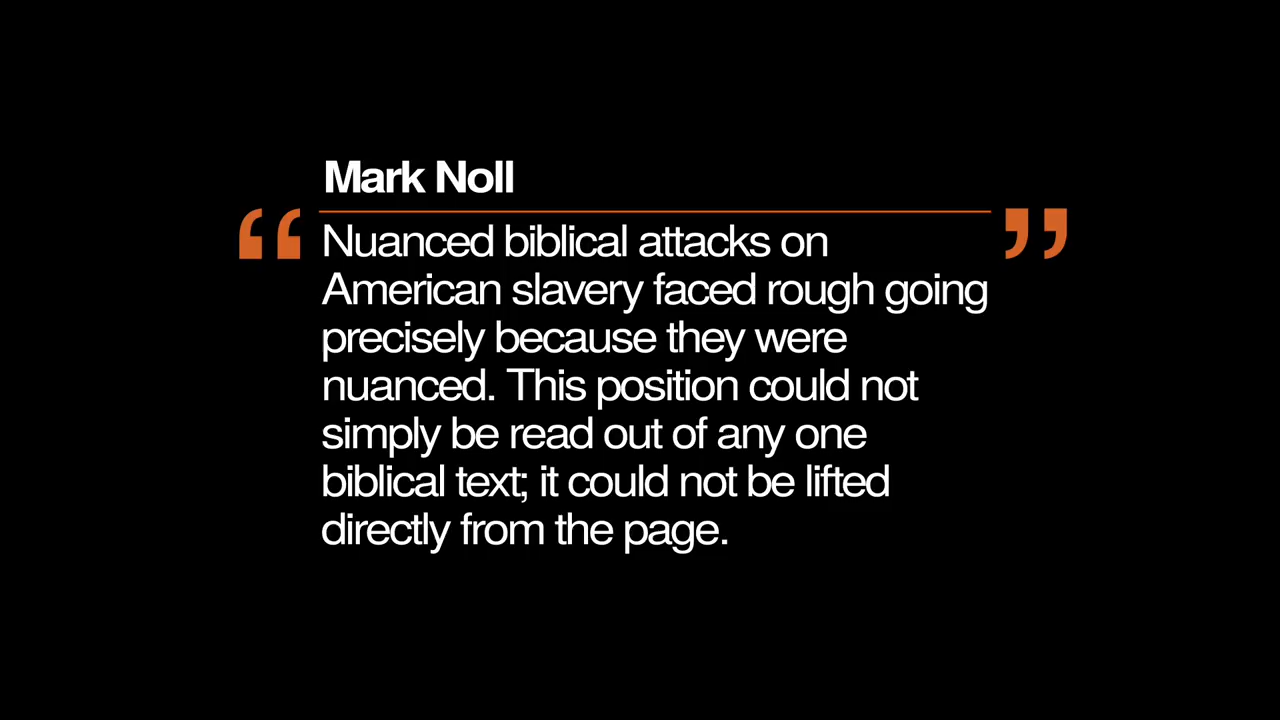 Mark Noll
“Nuanced biblical attacks on
American slavery faced rough going
precisely because they were
nuanced. This position could not
simply be read out of any one
biblical text; it could not be lifted
directly from the page.”